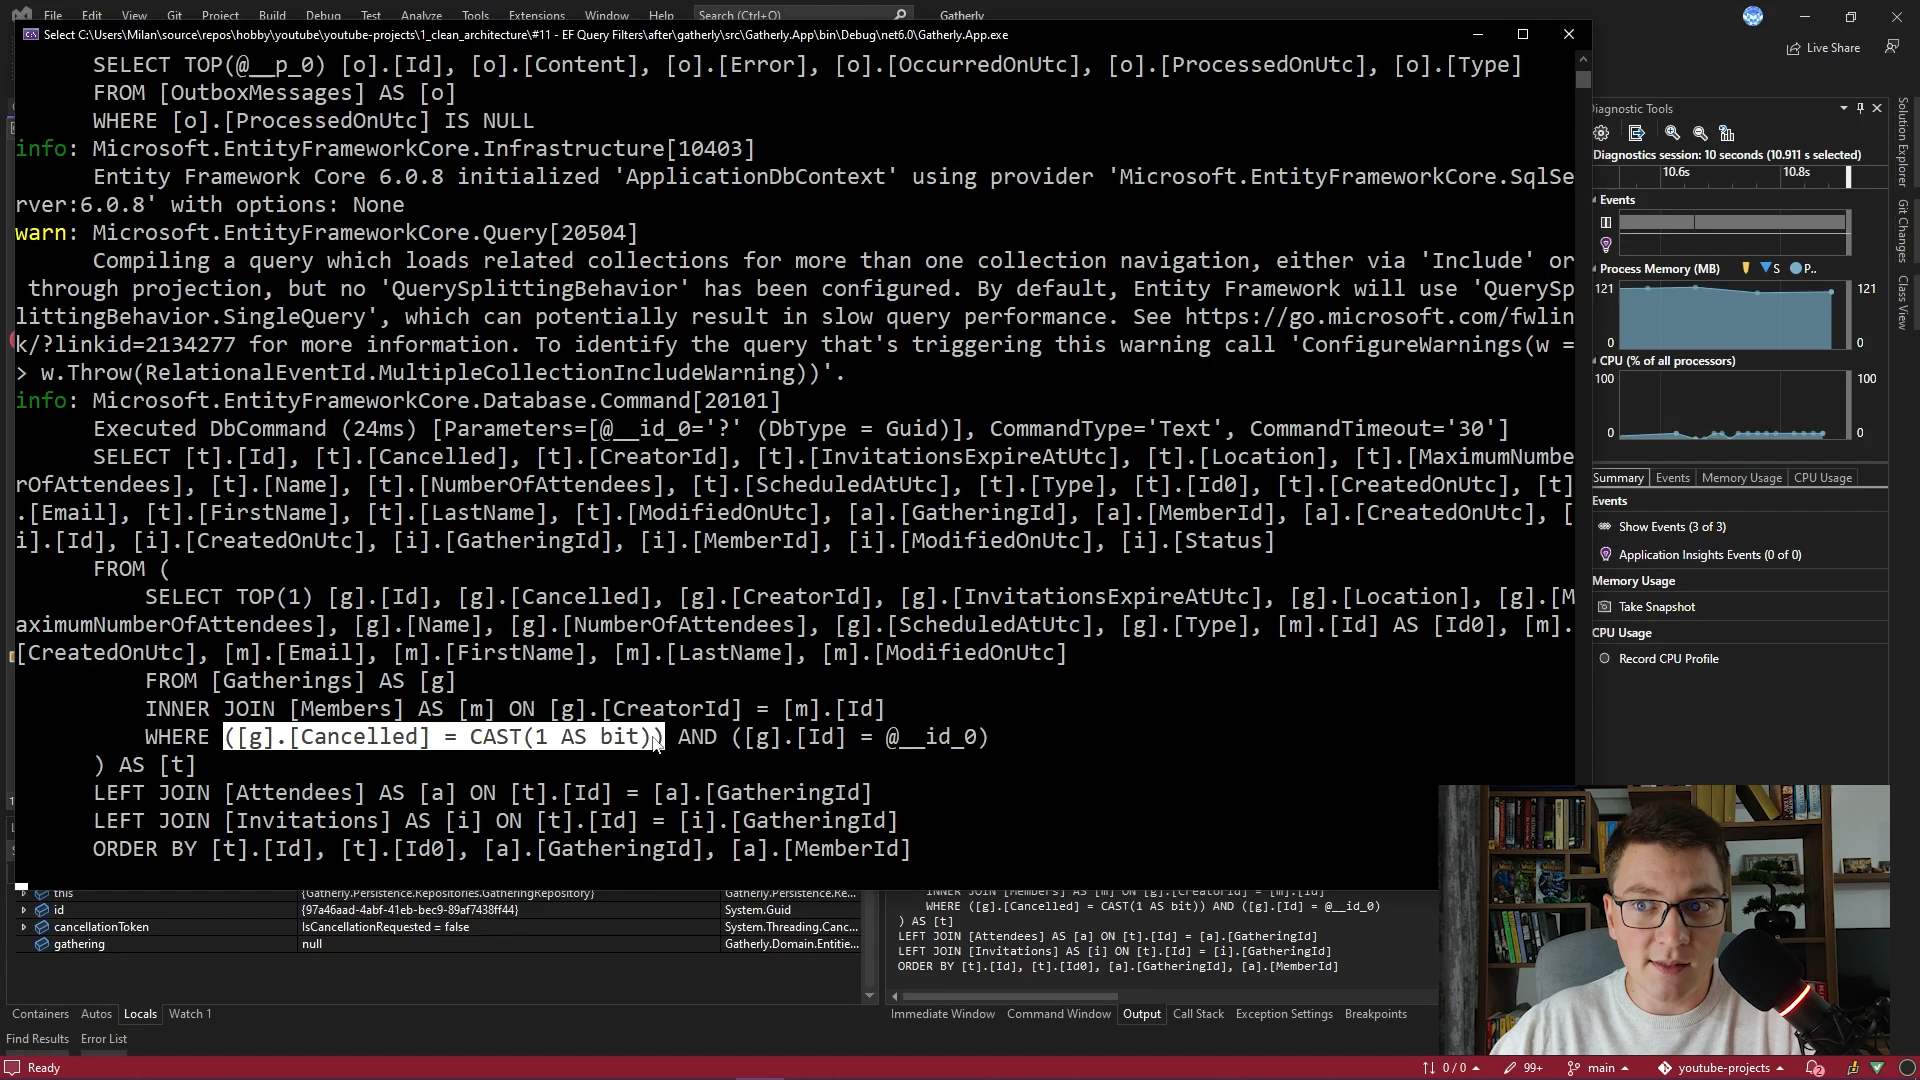 File Edit View Git Project Build Debug Test Analyze Tools Extensions Window Help Search (Ctrl+Q) Gatherly
Live Share
Select C:\Users\Milan\source\repos\hobby\youtube\youtube-projects\1_clean_architecture\#11 - EF Query Filters\after\gatherly\src\Gatherly.App\bin\Debug\net6.0\Gatherly.App.exe
SELECT TOP(@__p_0) [o].[Id], [o].[Content], [o].[Error], [o].[OccurredOnUtc], [o].[ProcessedOnUtc], [o].[Type]
FROM [OutboxMessages] AS [o]
WHERE [o].[ProcessedOnUtc] IS NULL
info: Microsoft.EntityFrameworkCore.Infrastructure[10403]
Entity Framework Core 6.0.8 initialized 'ApplicationDbContext' using provider 'Microsoft.EntityFrameworkCore.SqlSe
rver:6.0.8' with options: None
warn: Microsoft.EntityFrameworkCore.Query[20504]
Compiling a query which loads related collections for more than one collection navigation, either via 'Include' or
through projection, but no 'QuerySplittingBehavior' has been configured. By default, Entity Framework will use 'QuerySp
littingBehavior.SingleQuery', which can potentially result in slow query performance. See https://go.microsoft.com/fwlin
k/?linkid=2134277 for more information. To identify the query that's triggering this warning call 'ConfigureWarnings(w =
> w.Throw(RelationalEventId.MultipleCollectionIncludeWarning))'.
info: Microsoft.EntityFrameworkCore.Database.Command[20101]
Executed DbCommand (24ms) [Parameters=[@__id_0='?' (DbType = Guid)], CommandType='Text', CommandTimeout='30']
SELECT [t].[Id], [t].[Cancelled], [t].[CreatorId], [t].[InvitationsExpireAtUtc], [t].[Location], [t].[MaximumNumbe
rOfAttendees], [t].[Name], [t].[NumberOfAttendees], [t].[ScheduledAtUtc], [t].[Type], [t].[Id0], [t].[CreatedOnUtc], [t]
.[Email], [t].[FirstName], [t].[LastName], [t].[ModifiedOnUtc], [a].[GatheringId], [a].[MemberId], [a].[CreatedOnUtc], [
i].[Id], [i].[CreatedOnUtc], [i].[GatheringId], [i].[MemberId], [i].[ModifiedOnUtc], [i].[Status]
FROM (
SELECT TOP(1) [g].[Id], [g].[Cancelled], [g].[CreatorId], [g].[InvitationsExpireAtUtc], [g].[Location], [g].[M
aximumNumberOfAttendees], [g].[Name], [g].[NumberOfAttendees], [g].[ScheduledAtUtc], [g].[Type], [m].[Id] AS [Id0], [m].
[CreatedOnUtc], [m].[Email], [m].[FirstName], [m].[LastName], [m].[ModifiedOnUtc]
FROM [Gatherings] AS [g]
INNER JOIN [Members] AS [m] ON [g].[CreatorId] = [m].[Id]
WHERE ([g].[Cancelled] = CAST(1 AS bit)) AND ([g].[Id] = @__id_0)
) AS [t]
LEFT JOIN [Attendees] AS [a] ON [t].[Id] = [a].[GatheringId]
LEFT JOIN [Invitations] AS [i] ON [t].[Id] = [i].[GatheringId]
ORDER BY [t].[Id], [t].[Id0], [a].[GatheringId], [a].[MemberId]
Diagnostic Tools
Diagnostics session: 10 seconds (10.911 s selected)
10.6s 10.8s
Events
Process Memory (MB) S P..
121 121
0 0
CPU (% of all processors)
100 100
0 0
Summary Events Memory Usage CPU Usage
Events
Show Events (3 of 3)
Application Insights Events (0 of 0)
Memory Usage
Take Snapshot
CPU Usage
Record CPU Profile
Solution Explorer
Git Changes
Class View
this {Gatherly.Persistence.Repositories.GatheringRepository} Gatherly.Persistence.Re...
id {97a46aad-4abf-41eb-bec9-89af7438ff44} System.Guid
cancellationToken IsCancellationRequested = false System.Threading.Canc...
gathering null Gatherly.Domain.Entitie...
INNER JOIN [Members] AS [m] ON [g].[CreatorId] = [m].[Id]
WHERE ([g].[Cancelled] = CAST(1 AS bit)) AND ([g].[Id] = @__id_0)
) AS [t]
LEFT JOIN [Attendees] AS [a] ON [t].[Id] = [a].[GatheringId]
LEFT JOIN [Invitations] AS [i] ON [t].[Id] = [i].[GatheringId]
ORDER BY [t].[Id], [t].[Id0], [a].[GatheringId], [a].[MemberId]
Containers Autos Locals Watch 1
Immediate Window Command Window Output Call Stack Exception Settings Breakpoints
Find Results Error List
Ready
0 / 0 99+ main youtube-projects 2